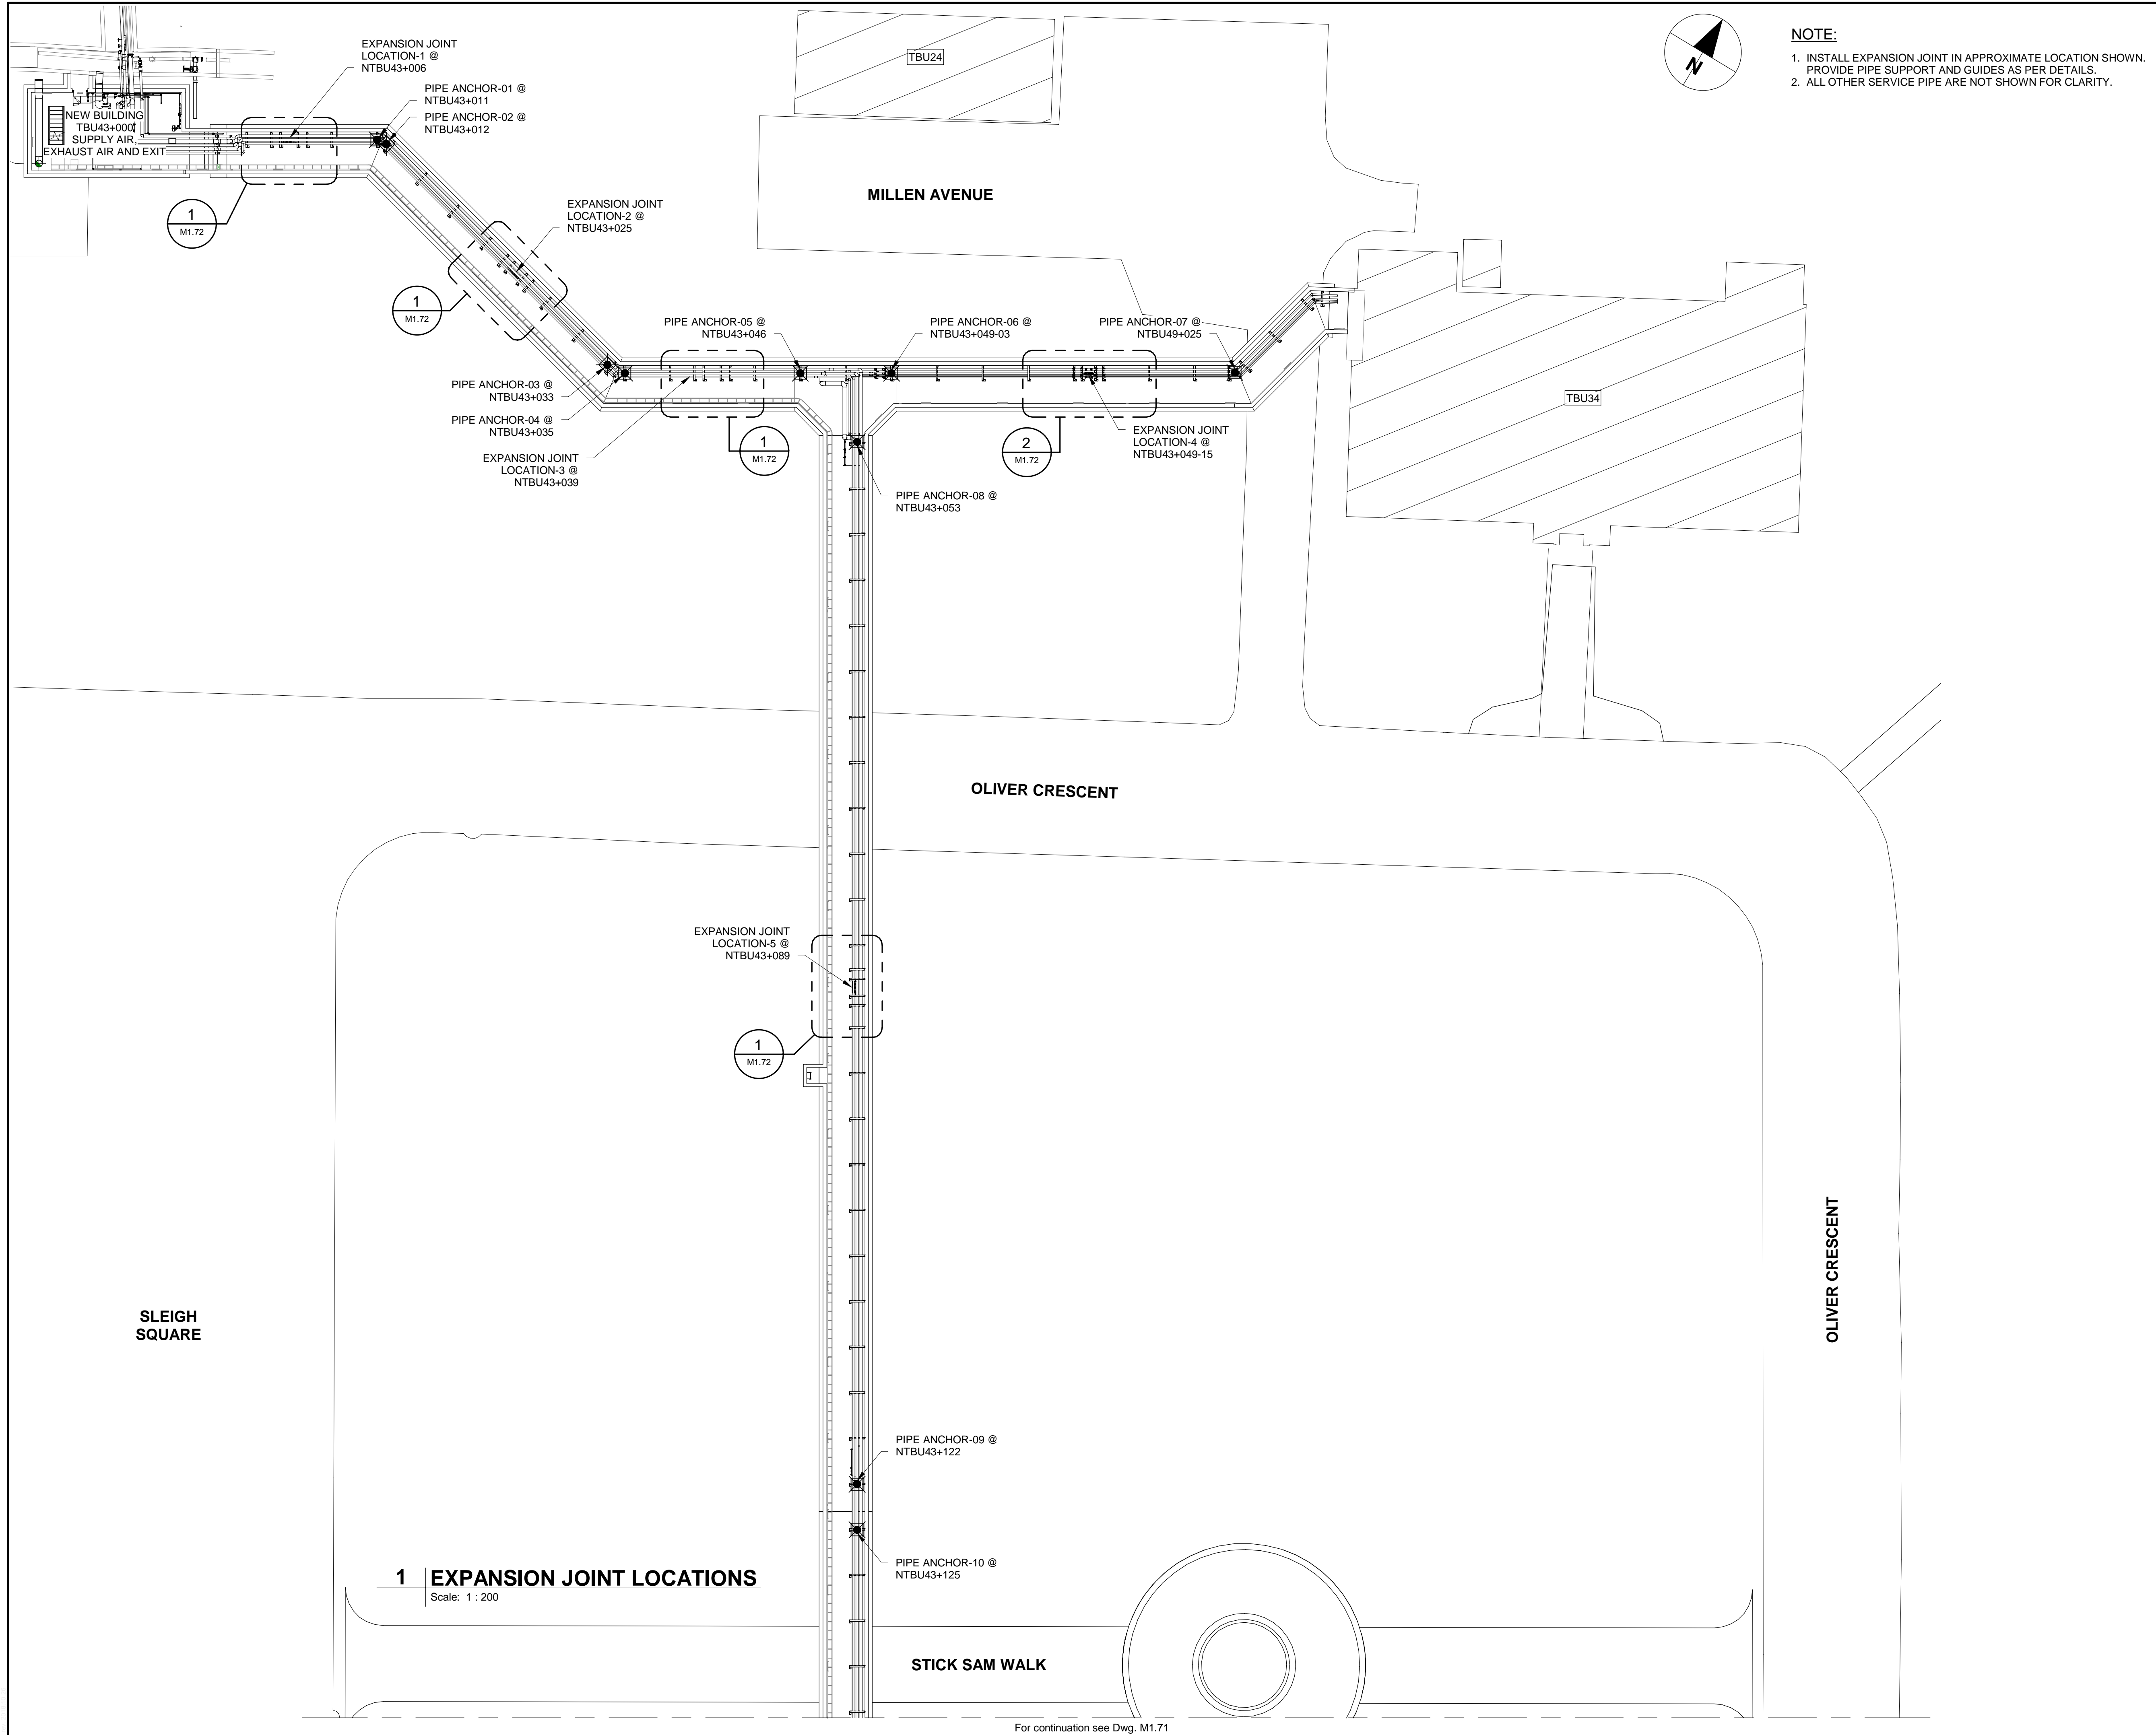 EXPANSION JOINT
LOCATION-1 @
NTBU43+006
PIPE ANCHOR-01 @
NTBU43+011
PIPE ANCHOR-02 @
NTBU43+012
NEW BUILDING
TBU43+000,
SUPPLY AIR,
EXHAUST AIR AND EXIT
TBU24
N
NOTE:
1. INSTALL EXPANSION JOINT IN APPROXIMATE LOCATION SHOWN.
PROVIDE PIPE SUPPORT AND GUIDES AS PER DETAILS.
2. ALL OTHER SERVICE PIPE ARE NOT SHOWN FOR CLARITY.
1
M1.72
EXPANSION JOINT
LOCATION-2 @
NTBU43+025
MILLEN AVENUE
1
M1.72
PIPE ANCHOR-05 @
NTBU43+046
PIPE ANCHOR-06 @
NTBU43+049-03
PIPE ANCHOR-07 @
NTBU49+025
PIPE ANCHOR-03 @
NTBU43+033
PIPE ANCHOR-04 @
NTBU43+035
EXPANSION JOINT
LOCATION-3 @
NTBU43+039
1
M1.72
2
M1.72
EXPANSION JOINT
LOCATION-4 @
NTBU43+049-15
TBU34
PIPE ANCHOR-08 @
NTBU43+053
OLIVER CRESCENT
EXPANSION JOINT
LOCATION-5 @
NTBU43+089
1
M1.72
SLEIGH
SQUARE
OLIVER CRESCENT
PIPE ANCHOR-09 @
NTBU43+122
PIPE ANCHOR-10 @
NTBU43+125
1 EXPANSION JOINT LOCATIONS
Scale: 1 : 200
STICK SAM WALK
For continuation see Dwg. M1.71